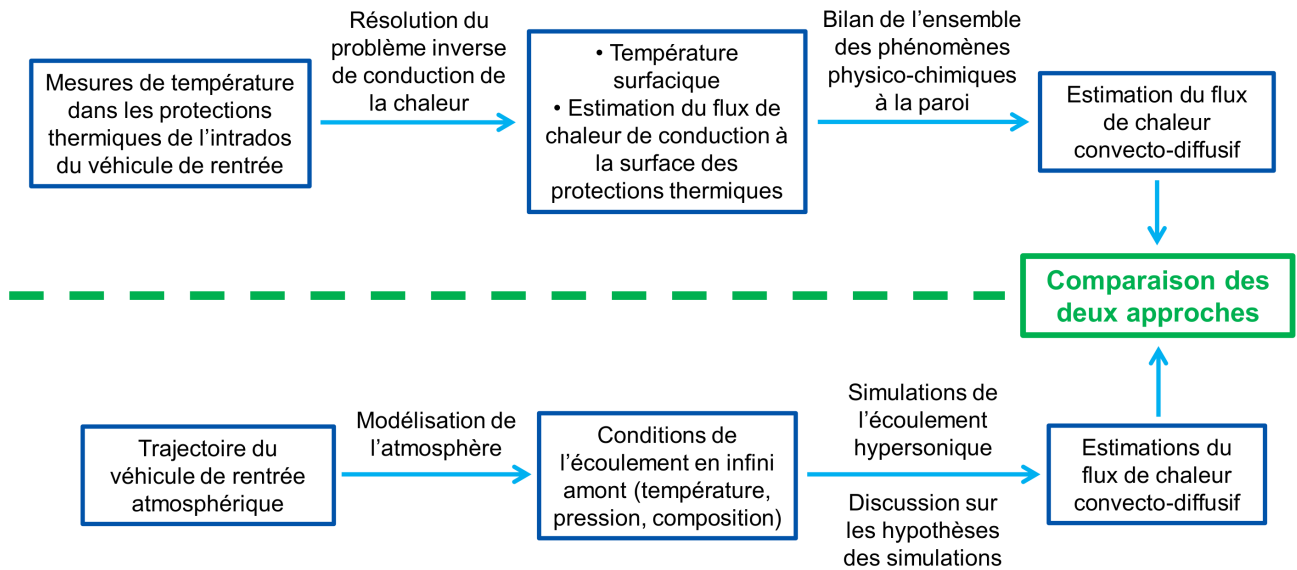 Mesures de température
dans les protections
thermiques de l'intrados
du véhicule de rentrée
Résolution du
problème inverse
de conduction de
la chaleur
• Température
surfacique
• Estimation du flux de
chaleur de conduction à
la surface des
protections thermiques
Bilan de l'ensemble
des phénomènes
physico-chimiques
à la paroi
Estimation du flux
de chaleur
convecto-diffusif
Comparaison des
deux approches
Trajectoire du
véhicule de rentrée
atmosphérique
Modélisation de
l'atmosphère
Conditions de
l'écoulement en infini
amont (température,
pression, composition)
Simulations de
l'écoulement
hypersonique
Discussion sur
les hypothèses
des simulations
Estimations du
flux de chaleur
convecto-diffusif